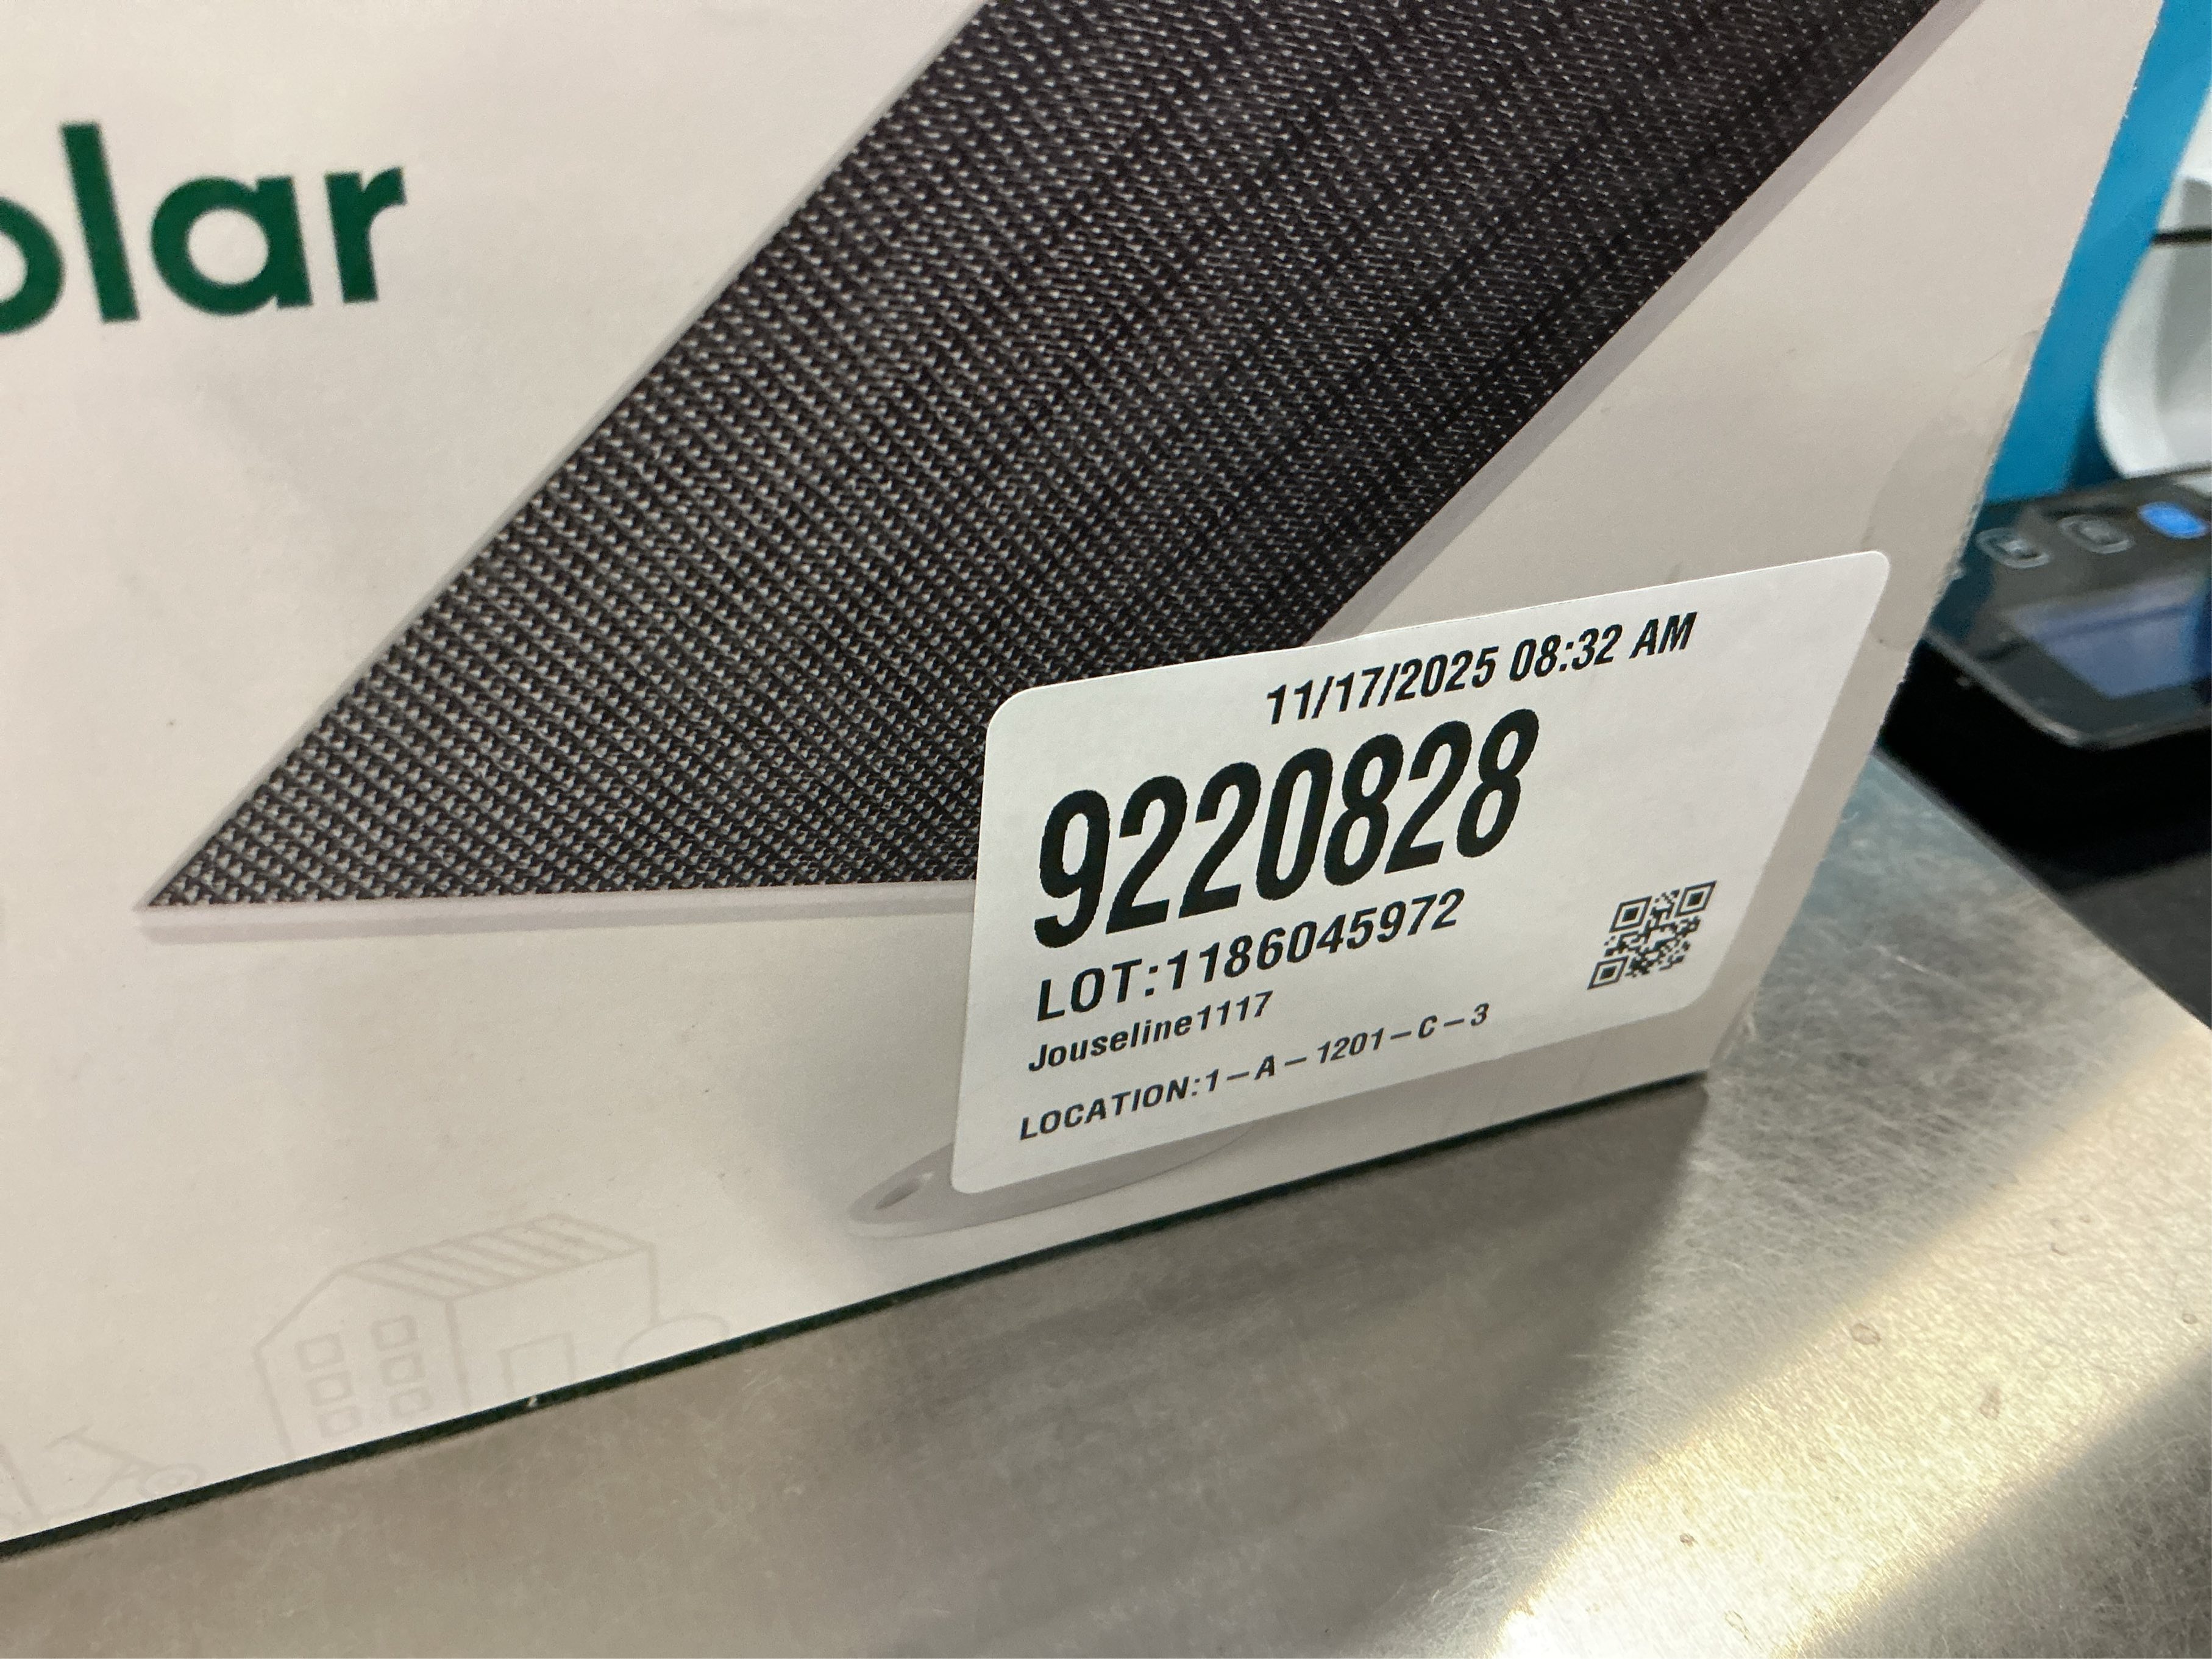 olar
11/17/2025 08:32 AM
9220828
LOT:1186045972
Jouseline1117
LOCATION:1-A-1201-C-3